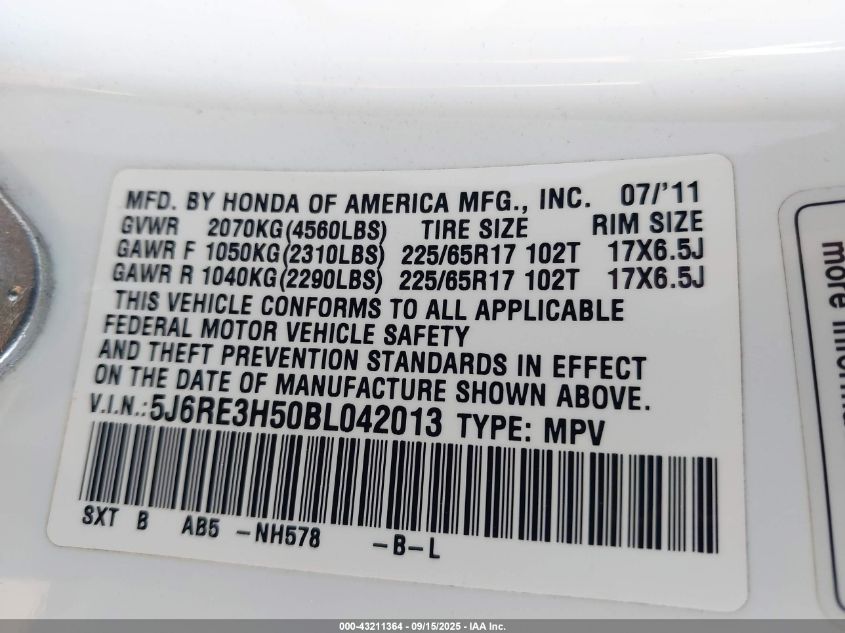 MFD. BY HONDA OF AMERICA MFG., INC. 07/'11
GVWR 2070KG(4560LBS) TIRE SIZE RIM SIZE
GAWR F 1050KG(2310LBS) 225/65R17 102T 17X6.5J
GAWR R 1040KG(2290LBS) 225/65R17 102T 17X6.5J
THIS VEHICLE CONFORMS TO ALL APPLICABLE
FEDERAL MOTOR VEHICLE SAFETY
AND THEFT PREVENTION STANDARDS IN EFFECT
ON THE DATE OF MANUFACTURE SHOWN ABOVE.
V.I.N.:5J6RE3H50BL042013 TYPE: MPV
SXT B AB5 -NH578 -B-L
more
000-43211364 - 09/15/2025 - IAA Inc.